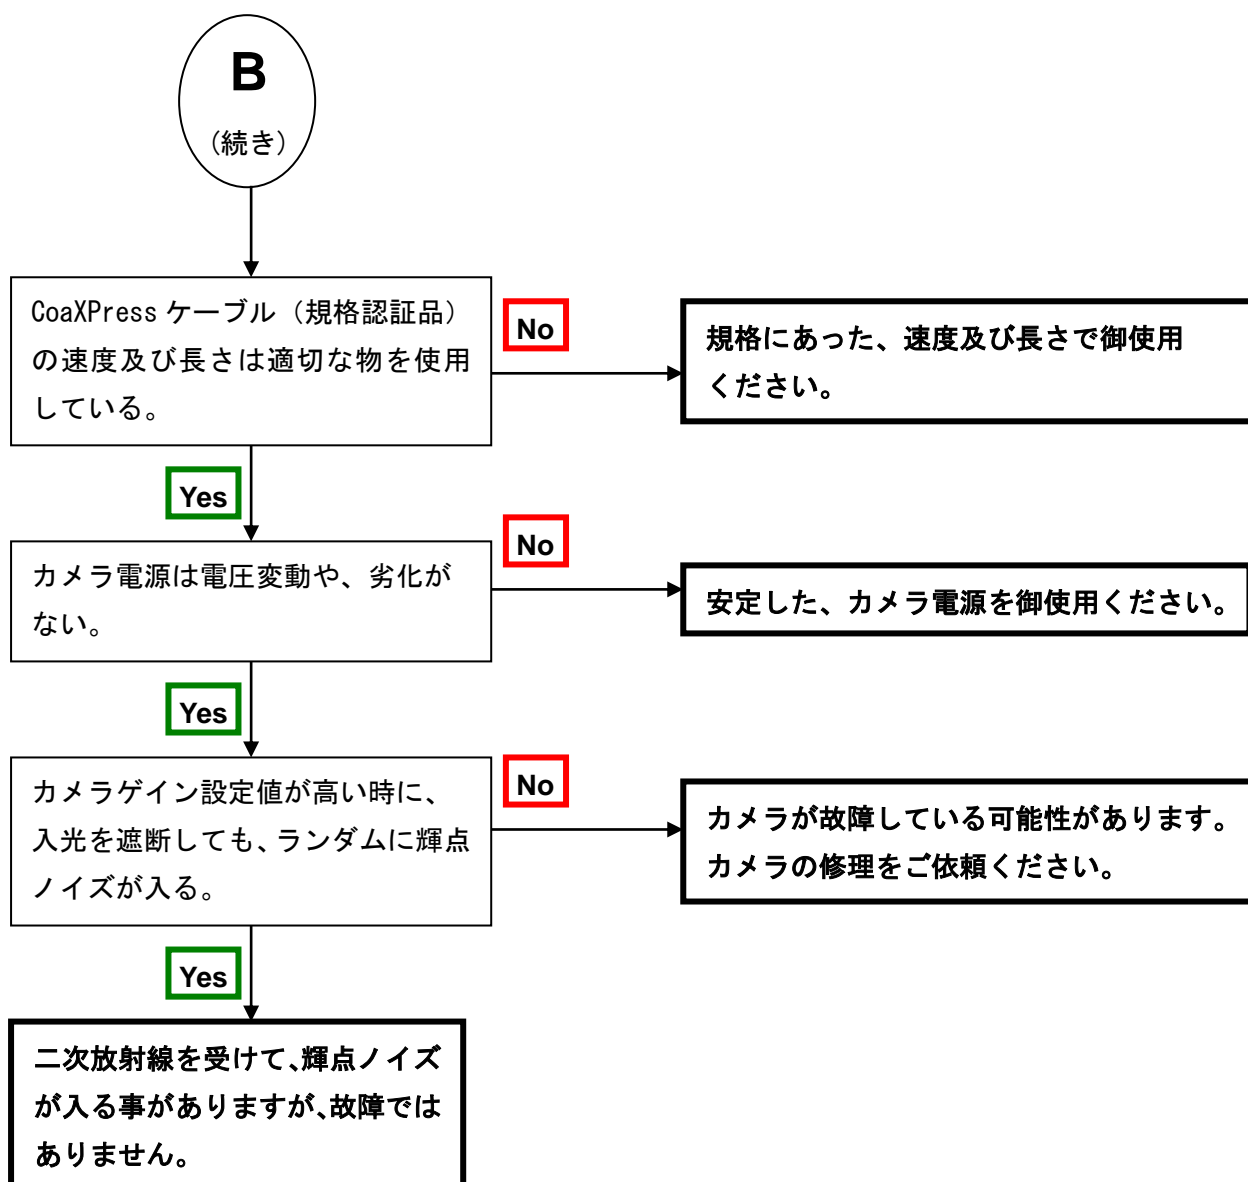 B
(続き)
CoaXPress ケーブル（規格認証品）
の速度及び長さは適切な物を使用
している。
No
規格にあった、速度及び長さで御使用
ください。
Yes
カメラ電源は電圧変動や、劣化が
ない。
No
安定した、カメラ電源を御使用ください。
Yes
カメラゲイン設定値が高い時に、
入光を遮断しても、ランダムに輝点
ノイズが入る。
No
カメラが故障している可能性があります。
カメラの修理をご依頼ください。
Yes
二次放射線を受けて、輝点ノイズ
が入る事がありますが、故障では
ありません。